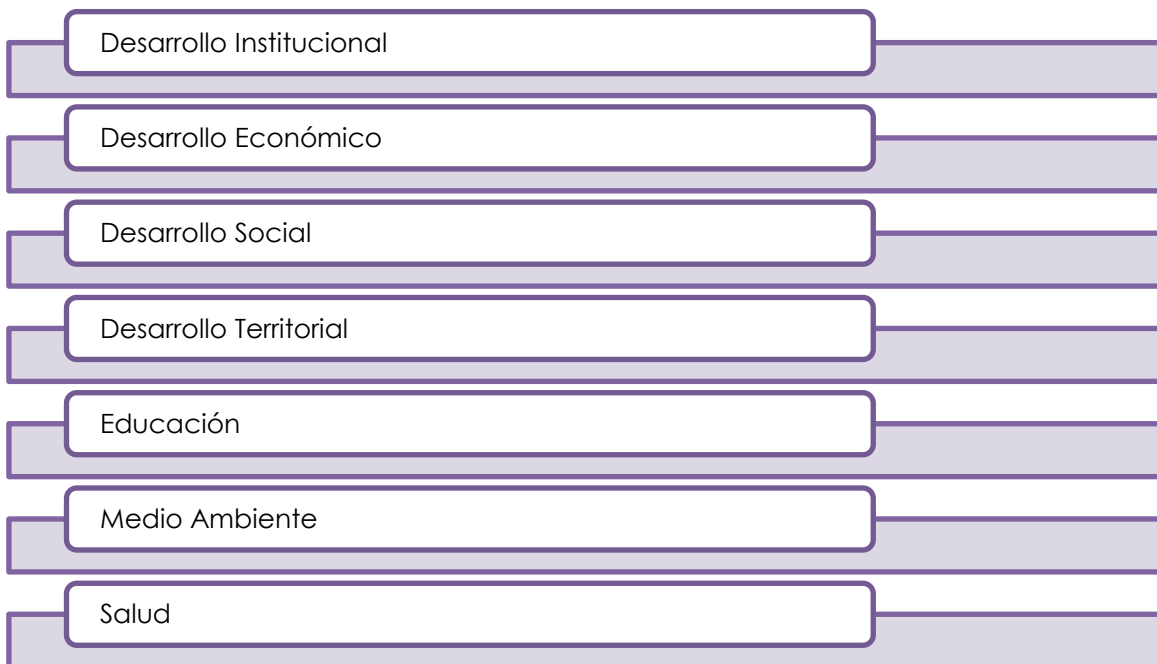 Desarrollo Institucional
Desarrollo Económico
Desarrollo Social
Desarrollo Territorial
Educación
Medio Ambiente
Salud